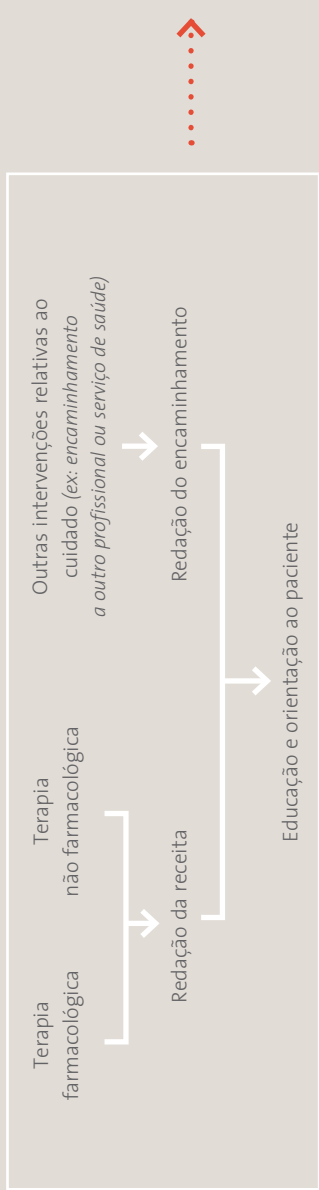 Terapia
farmacológica
Terapia
não farmacológica
Outras intervenções relativas ao
cuidado (ex: encaminhamento
a outro profissional ou serviço de saúde)
Redação da receita
Redação do encaminhamento
Educação e orientação ao paciente